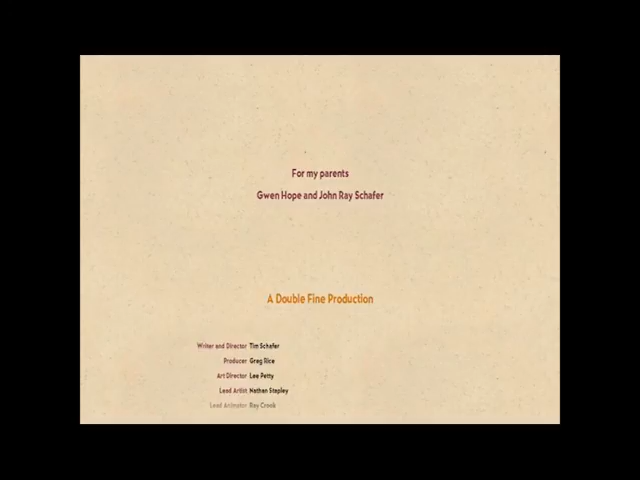 For my parents
Gwen Hope and John Ray Schafer
A Double Fine Production
Writer and Director Tim Schafer
Producer Greg Rice
Art Director Lee Petty
Lead Artist Nathan Stapley
Lead Animator Ray Crook